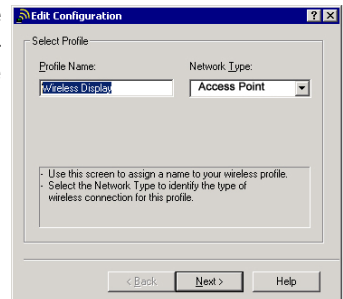 Edit Configuration
Select Profile
Profile Name:
Network Type:
Wireless Display
Access Point
- Use this screen to assign a name to your wireless profile.
- Select the Network Type to identify the type of
wireless connection for this profile.
< Back
Next >
Help